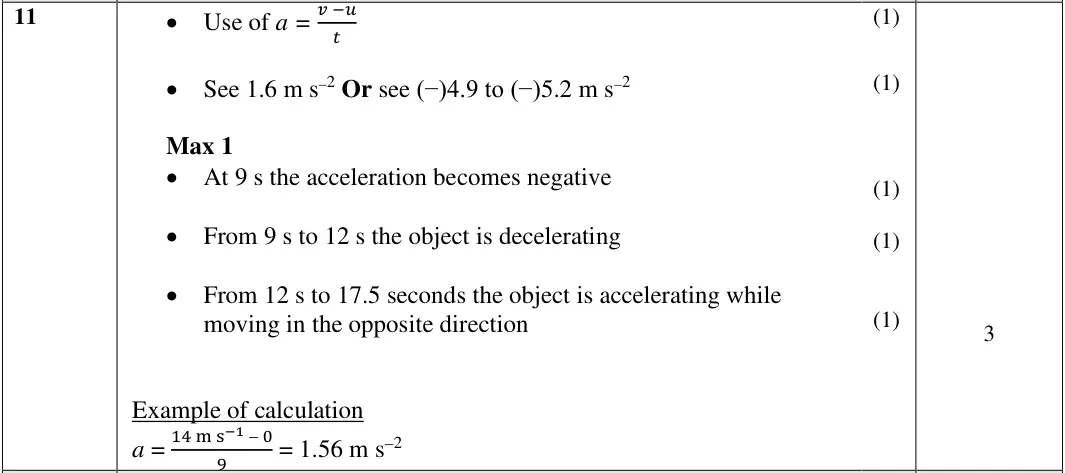 11
• Use of a = v −u / t (1)
• See 1.6 m s⁻² Or see (−)4.9 to (−)5.2 m s⁻² (1)
Max 1
• At 9 s the acceleration becomes negative (1)
• From 9 s to 12 s the object is decelerating (1)
• From 12 s to 17.5 seconds the object is accelerating while
moving in the opposite direction (1)
3
Example of calculation
a = 14 m s⁻¹ – 0 / 9 = 1.56 m s⁻²